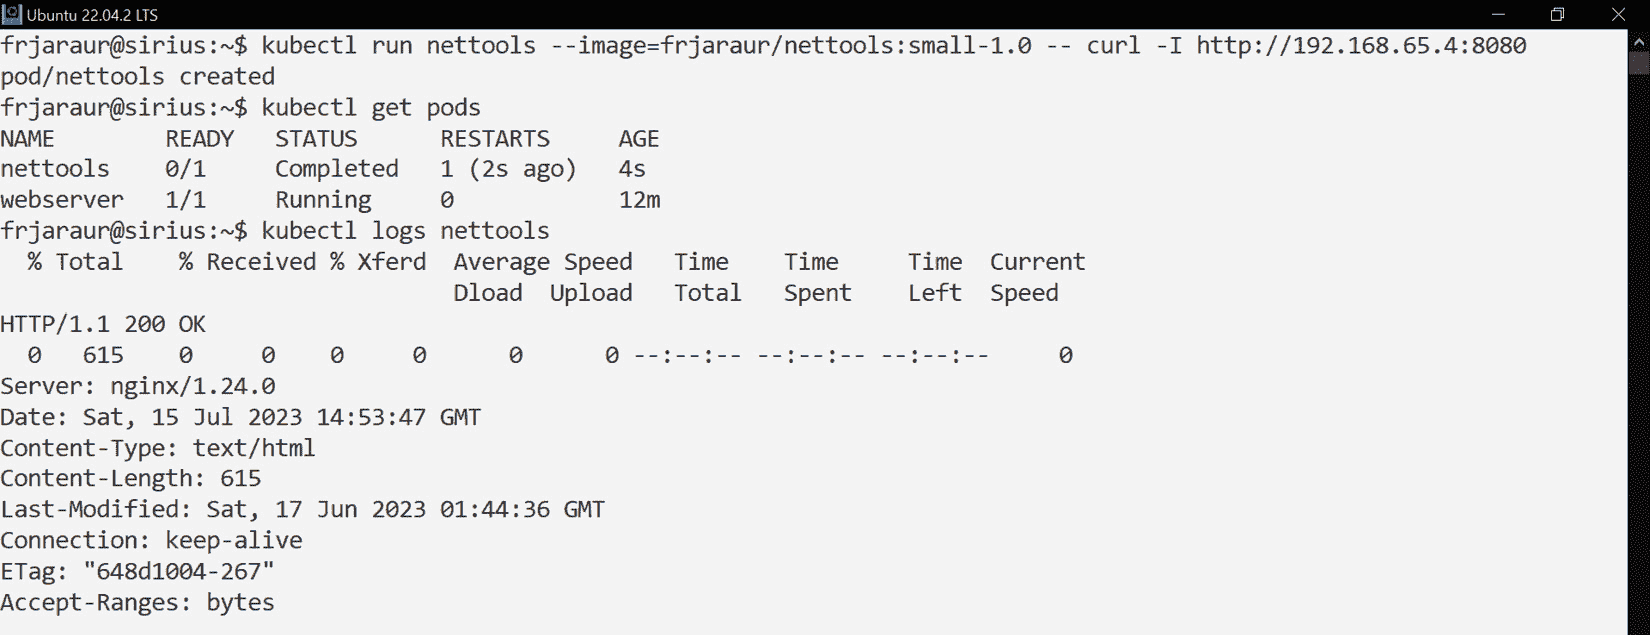 Ubuntu 22.04.2 LTS
frjaraur@sirius:~$ kubectl run nettools --image=frjaraur/nettools:small-1.0 -- curl -I http://192.168.65.4:8080
pod/nettools created
frjaraur@sirius:~$ kubectl get pods
NAME        READY   STATUS      RESTARTS     AGE
nettools    0/1     Completed   1 (2s ago)   4s
webserver   1/1     Running     0            12m
frjaraur@sirius:~$ kubectl logs nettools
  % Total    % Received % Xferd  Average Speed   Time    Time     Time  Current
                                 Dload  Upload   Total   Spent    Left  Speed
HTTP/1.1 200 OK
  0   615    0     0    0     0      0      0 --:--:-- --:--:-- --:--:--     0
Server: nginx/1.24.0
Date: Sat, 15 Jul 2023 14:53:47 GMT
Content-Type: text/html
Content-Length: 615
Last-Modified: Sat, 17 Jun 2023 01:44:36 GMT
Connection: keep-alive
ETag: "648d1004-267"
Accept-Ranges: bytes